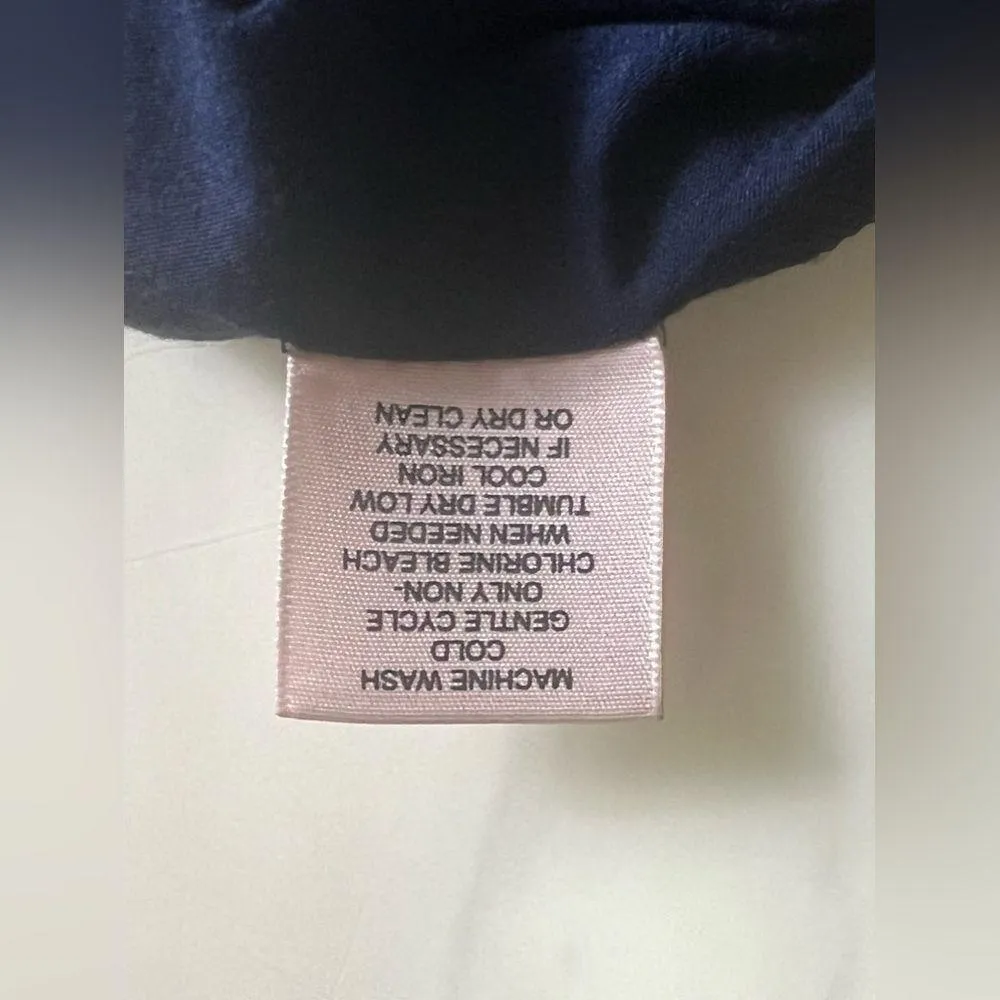 MACHINE WASH
COLD
GENTLE CYCLE
ONLY NON-
CHLORINE BLEACH
WHEN NEEDED
TUMBLE DRY LOW
COOL IRON
IF NECESSARY
OR DRY CLEAN